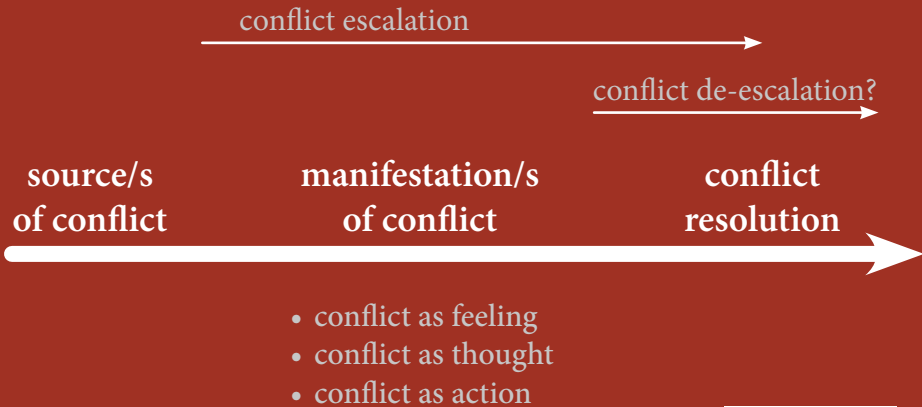 conflict escalation
conflict de-escalation?
source/s
of conflict
manifestation/s
of conflict
conflict
resolution
• conflict as feeling
• conflict as thought
• conflict as action